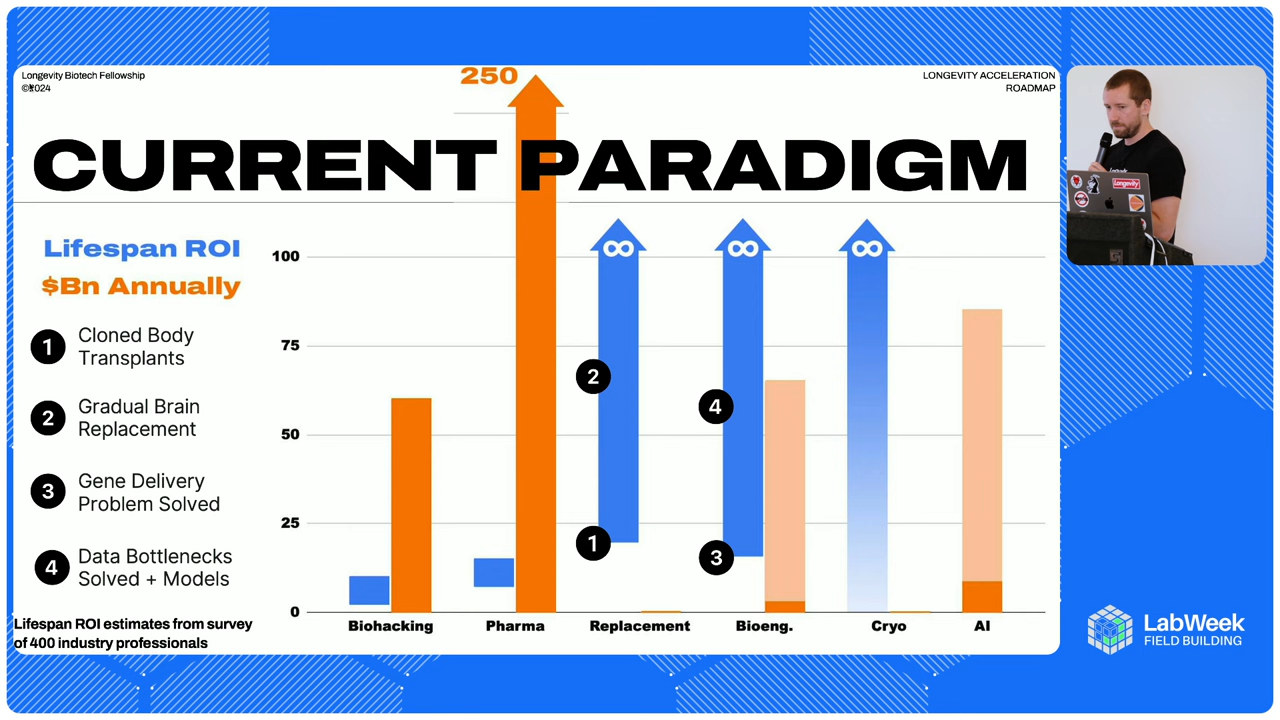 Longevity Biotech Fellowship
LONGEVITY ACCELERATION
ROADMAP
250
CURRENT PARADIGM
Lifespan ROI
$Bn Annually
1 Cloned Body
Transplants
2 Gradual Brain
Replacement
3 Gene Delivery
Problem Solved
4 Data Bottlenecks
Solved + Models
Lifespan ROI estimates from survey
of 400 industry professionals
100
75
50
25
0
∞ ∞ ∞
2
4
1
3
Biohacking Pharma Replacement Bioeng. Cryo AI
Longevity
LabWeek
FIELD BUILDING